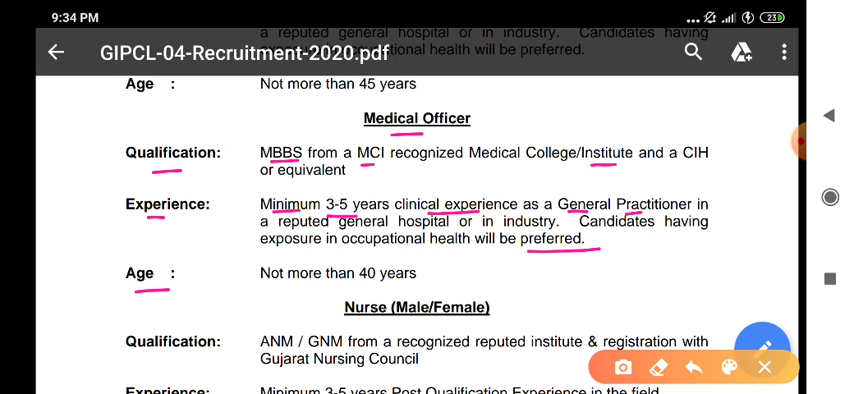 9:34 PM
23
a reputed general hospital or in industry. Candidates having
GIPCL-04-Recruitment-2020.pdf
tional health will be preferred.
Age : Not more than 45 years
Medical Officer
Qualification: MBBS from a MCI recognized Medical College/Institute and a CIH
or equivalent
Experience: Minimum 3-5 years clinical experience as a General Practitioner in
a reputed general hospital or in industry. Candidates having
exposure in occupational health will be preferred.
Age : Not more than 40 years
Nurse (Male/Female)
Qualification: ANM / GNM from a recognized reputed institute & registration with
Gujarat Nursing Council
Experience: Minimum 3-5 years Post Qualification Experience in the field